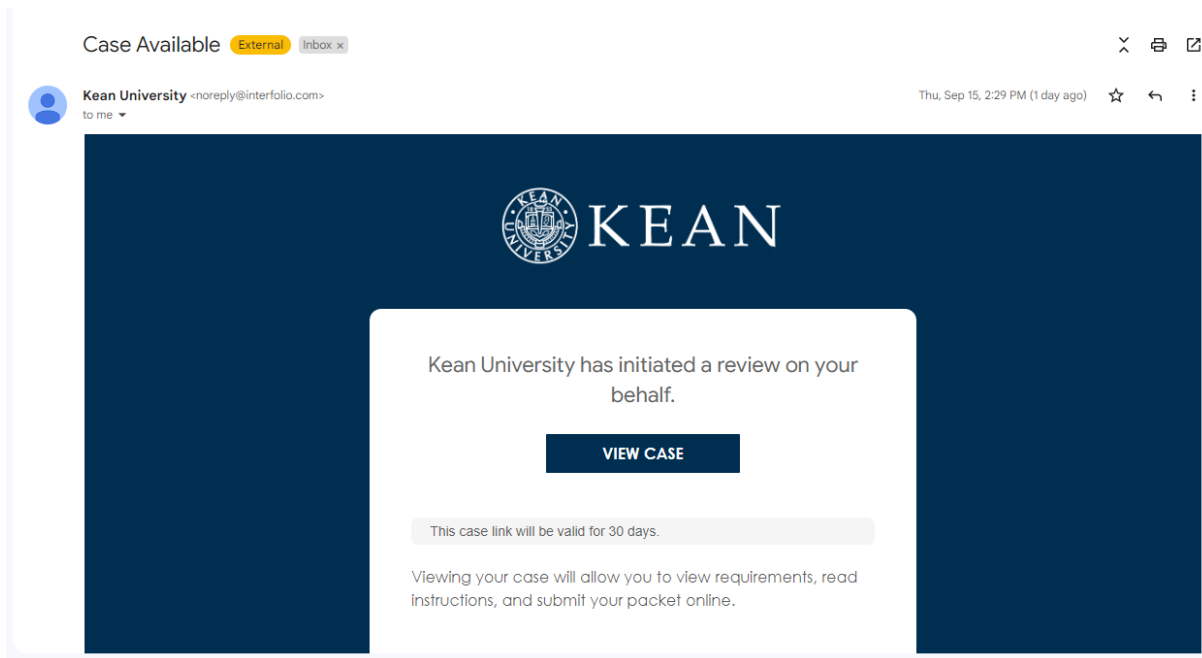 Case Available External Inbox ×
Kean University <noreply@interfolio.com> Thu, Sep 15, 2:29 PM (1 day ago)
to me
KEAN UNIVERSITY KEAN
Kean University has initiated a review on your
behalf.
VIEW CASE
This case link will be valid for 30 days.
Viewing your case will allow you to view requirements, read
instructions, and submit your packet online.